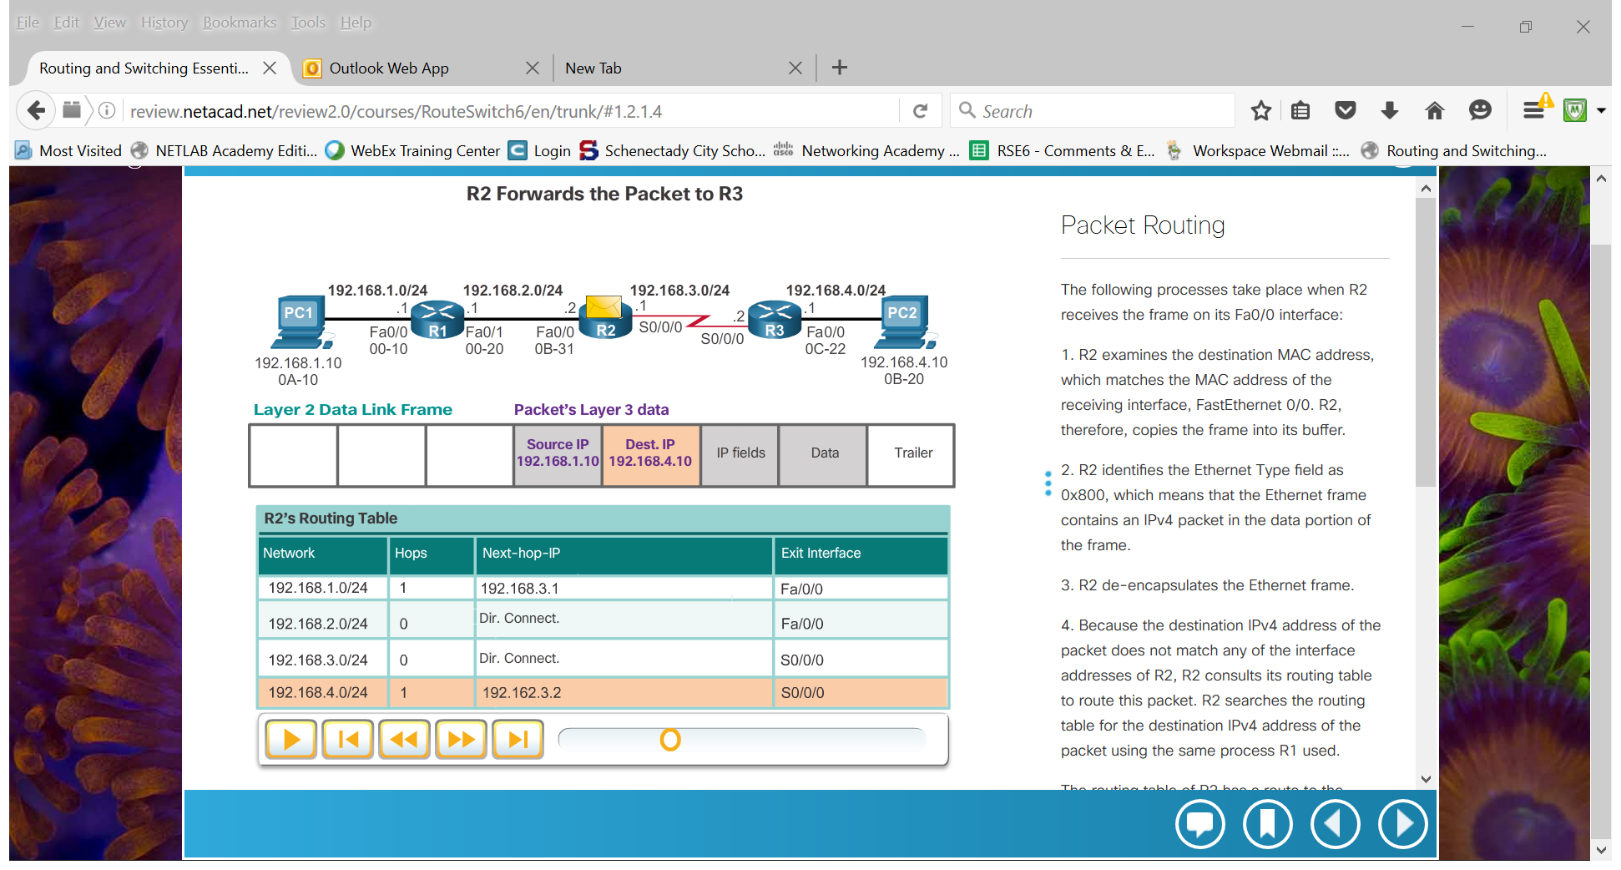 File Edit View History Bookmarks Tools Help
Routing and Switching Essenti... Outlook Web App New Tab
review.netacad.net/review2.0/courses/RouteSwitch6/en/trunk/#1.2.1.4 Search
Most Visited NETLAB Academy Editi... WebEx Training Center Login Schenectady City Scho... Networking Academy ... RSE6 - Comments & E... Workspace Webmail ::... Routing and Switching...
R2 Forwards the Packet to R3
192.168.1.0/24 192.168.2.0/24 192.168.3.0/24 192.168.4.0/24
PC1 .1 R1 .1 .2 R2 .1 .2 R3 .1 PC2
Fa0/0 Fa0/1 Fa0/0 S0/0/0 S0/0/0 Fa0/0
00-10 00-20 0B-31 0C-22
192.168.1.10 192.168.4.10
0A-10 0B-20
Layer 2 Data Link Frame Packet's Layer 3 data
Source IP Dest. IP IP fields Data Trailer
192.168.1.10 192.168.4.10
R2's Routing Table
Network Hops Next-hop-IP Exit Interface
192.168.1.0/24 1 192.168.3.1 Fa/0/0
192.168.2.0/24 0 Dir. Connect. Fa/0/0
192.168.3.0/24 0 Dir. Connect. S0/0/0
192.168.4.0/24 1 192.162.3.2 S0/0/0
Packet Routing
The following processes take place when R2
receives the frame on its Fa0/0 interface:
1. R2 examines the destination MAC address,
which matches the MAC address of the
receiving interface, FastEthernet 0/0. R2,
therefore, copies the frame into its buffer.
2. R2 identifies the Ethernet Type field as
0x800, which means that the Ethernet frame
contains an IPv4 packet in the data portion of
the frame.
3. R2 de-encapsulates the Ethernet frame.
4. Because the destination IPv4 address of the
packet does not match any of the interface
addresses of R2, R2 consults its routing table
to route this packet. R2 searches the routing
table for the destination IPv4 address of the
packet using the same process R1 used.
The routing table of R2 has a route to the